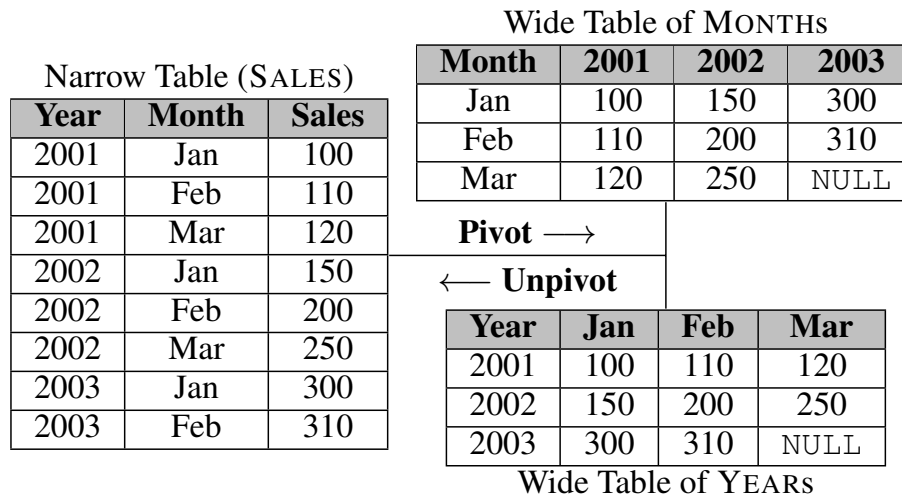 Narrow Table (SALES)
Year Month Sales
2001 Jan 100
2001 Feb 110
2001 Mar 120
2002 Jan 150
2002 Feb 200
2002 Mar 250
2003 Jan 300
2003 Feb 310
Wide Table of MONTHS
Month 2001 2002 2003
Jan 100 150 300
Feb 110 200 310
Mar 120 250 NULL
Pivot ⟶
⟵ Unpivot
Year Jan Feb Mar
2001 100 110 120
2002 150 200 250
2003 300 310 NULL
Wide Table of YEARS